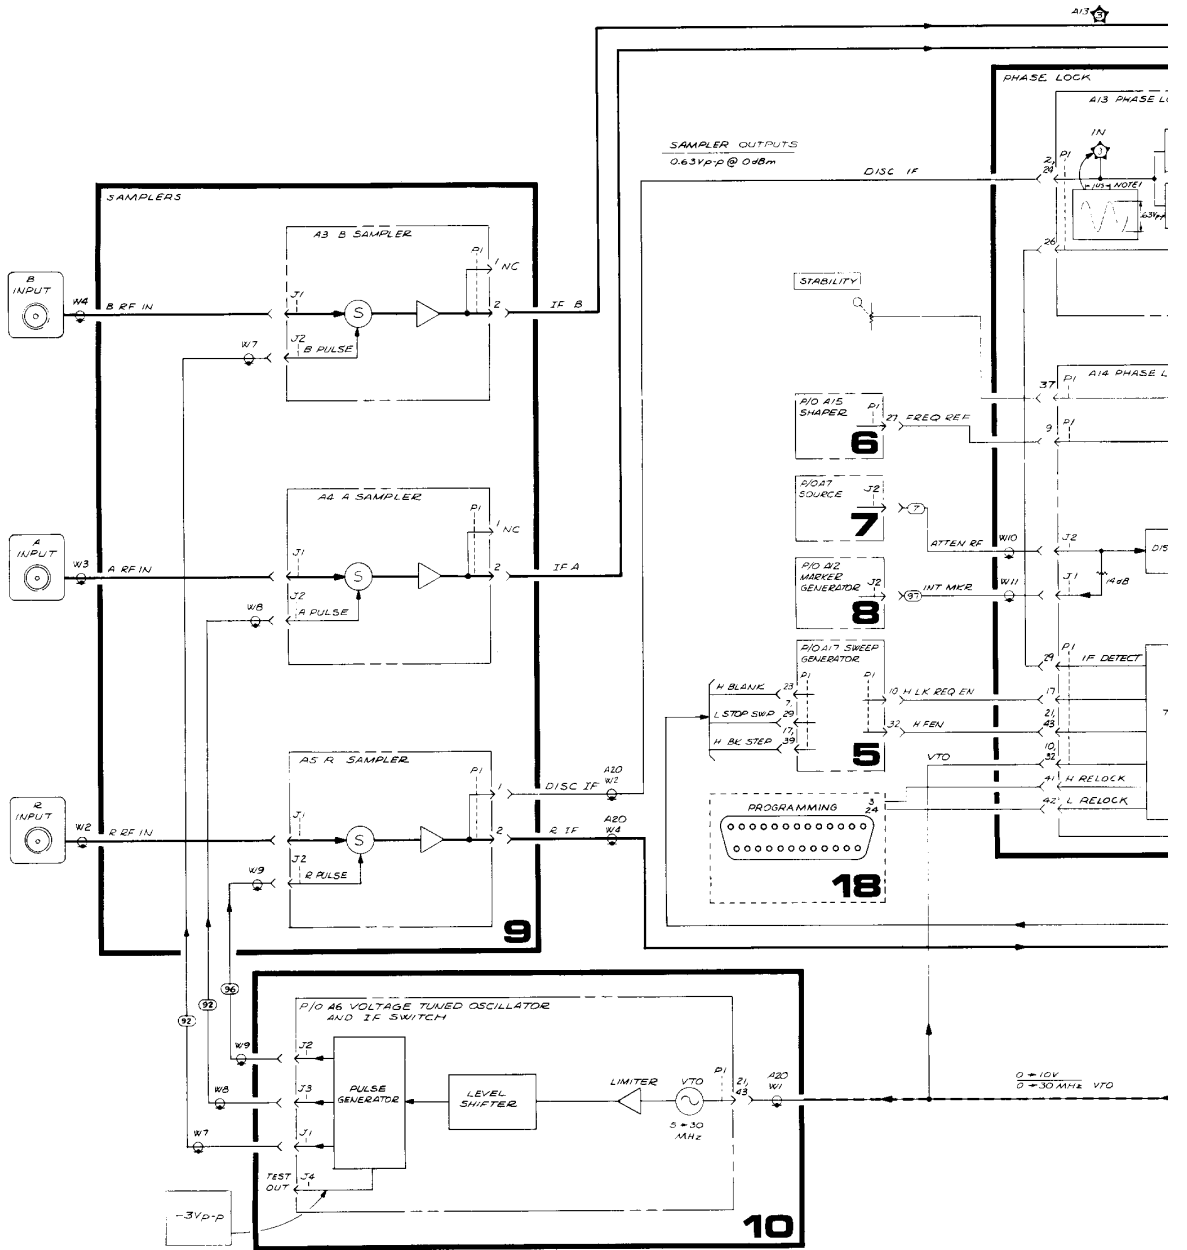 A13 3
PHASE LOCK
A13 PHASE L
IN
1
2,
24
P1
1uS NOTE 1
.63Vp-p
26
SAMPLER OUTPUTS
0.63Vp-p @ 0dBm
DISC IF
SAMPLERS
A3 B SAMPLER
P1
1 NC
B
INPUT
W4
B RF IN
J1
S
2
IF B
J2
B PULSE
W7
STABILITY
A14 PHASE L
37
P1
P/O A15
SHAPER
P1
27
FREQ REF
9
P1
6
A4 A SAMPLER
P1
1 NC
A
INPUT
W3
A RF IN
J1
S
2
IF A
J2
A PULSE
W8
P/O A7
SOURCE
J2
7
7
ATTEN RF
W10
J2
DIS
14dB
P/O A12
MARKER
GENERATOR
J2
97
INT MKR
W11
J1
8
P/O A17 SWEEP
GENERATOR
P1
P1
H BLANK
23
7,
L STOP SWP
29
17,
H BK STEP
39
10
H LK REQ EN
32
H FEN
5
P1
29
IF DETECT
17
21,
43
VTO
10,
32
41
H RELOCK
42
L RELOCK
T
PROGRAMMING
3
24
18
A5 R SAMPLER
P1
1
DISC IF
A20
W2
R
INPUT
W2
R RF IN
J1
S
2
R IF
A20
W4
J2
R PULSE
W9
9
96
92
92
P/O A6 VOLTAGE TUNED OSCILLATOR
AND IF SWITCH
W9
J2
PULSE
GENERATOR
LEVEL
SHIFTER
LIMITER
VTO
5→30
MHz
P1
21,
43
A20
W1
0→10V
0→30 MHz VTO
W8
J3
W7
J1
TEST
OUT
J4
-3Vp-p
10